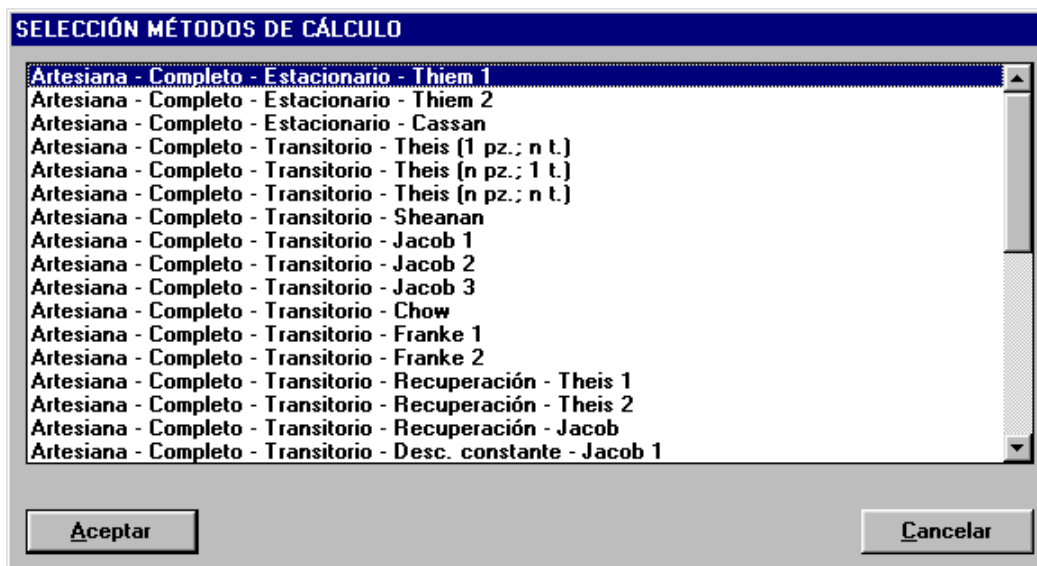 SELECCIÓN MÉTODOS DE CÁLCULO
Artesiana - Completo - Estacionario - Thiem 1
Artesiana - Completo - Estacionario - Thiem 2
Artesiana - Completo - Estacionario - Cassan
Artesiana - Completo - Transitorio - Theis (1 pz.; n t.)
Artesiana - Completo - Transitorio - Theis (n pz.; 1 t.)
Artesiana - Completo - Transitorio - Theis (n pz.; n t.)
Artesiana - Completo - Transitorio - Sheanan
Artesiana - Completo - Transitorio - Jacob 1
Artesiana - Completo - Transitorio - Jacob 2
Artesiana - Completo - Transitorio - Jacob 3
Artesiana - Completo - Transitorio - Chow
Artesiana - Completo - Transitorio - Franke 1
Artesiana - Completo - Transitorio - Franke 2
Artesiana - Completo - Transitorio - Recuperación - Theis 1
Artesiana - Completo - Transitorio - Recuperación - Theis 2
Artesiana - Completo - Transitorio - Recuperación - Jacob
Artesiana - Completo - Transitorio - Desc. constante - Jacob 1
Aceptar
Cancelar